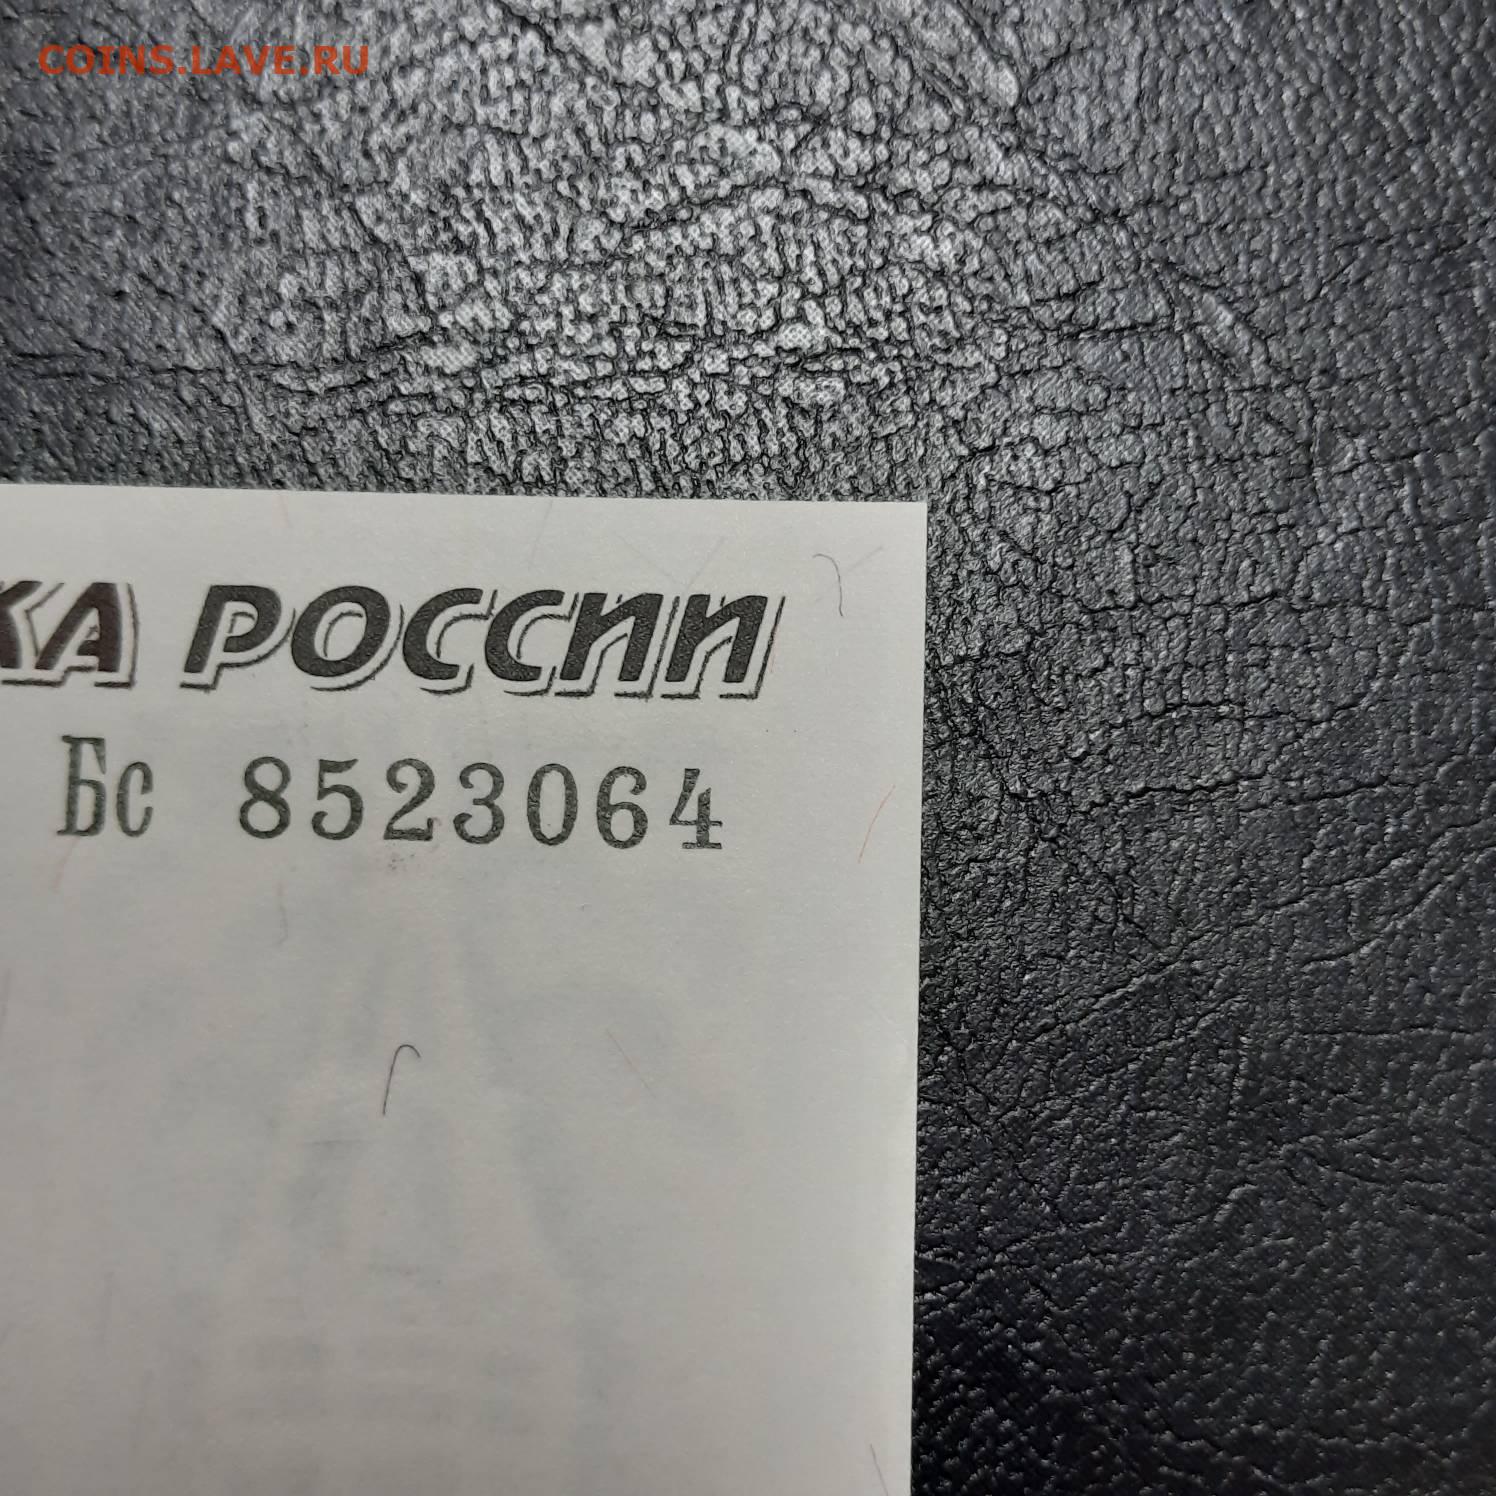 COINS.LAVE.RU
КА РОССИИ
Бс 8523064